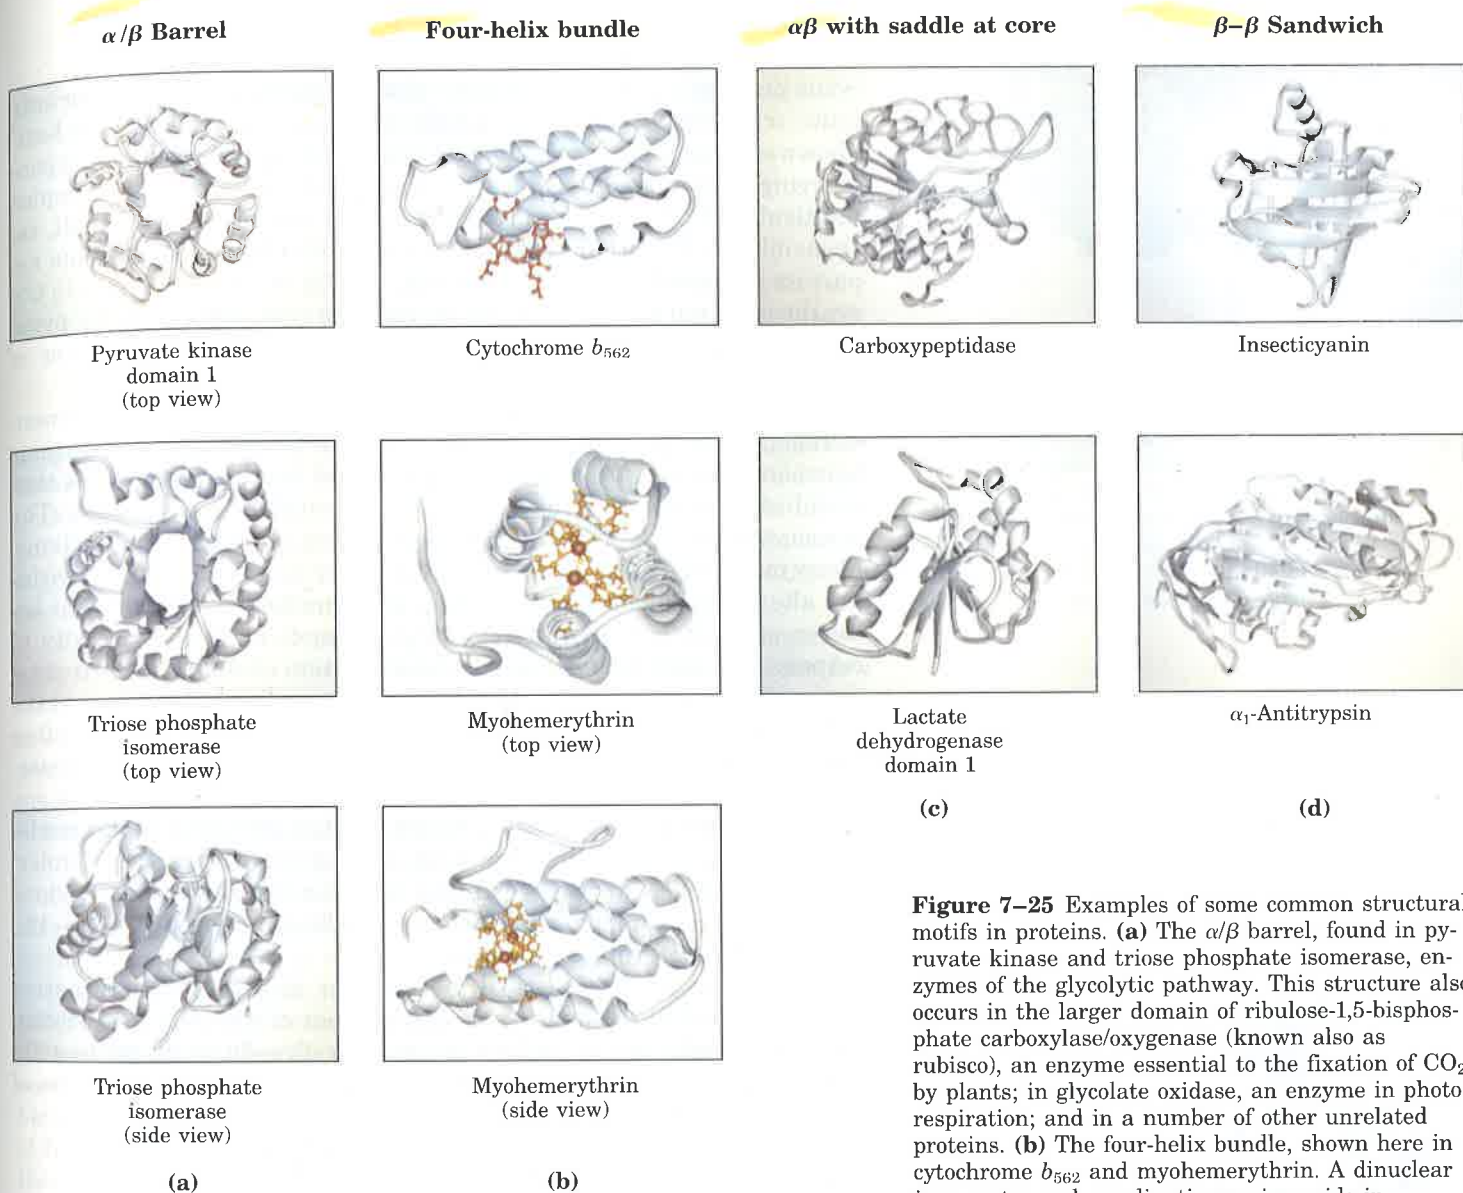 α/β Barrel
Four-helix bundle
αβ with saddle at core
β–β Sandwich
Pyruvate kinase
domain 1
(top view)
Cytochrome b₅₆₂
Carboxypeptidase
Insecticyanin
Triose phosphate
isomerase
(top view)
Myohemerythrin
(top view)
Lactate
dehydrogenase
domain 1
α₁-Antitrypsin
(c)
(d)
Triose phosphate
isomerase
(side view)
Myohemerythrin
(side view)
(a)
(b)
Figure 7–25 Examples of some common structural
motifs in proteins. (a) The α/β barrel, found in py-
ruvate kinase and triose phosphate isomerase, en-
zymes of the glycolytic pathway. This structure also
occurs in the larger domain of ribulose-1,5-bisphos-
phate carboxylase/oxygenase (known also as
rubisco), an enzyme essential to the fixation of CO₂
by plants; in glycolate oxidase, an enzyme in photo
respiration; and in a number of other unrelated
proteins. (b) The four-helix bundle, shown here in
cytochrome b₅₆₂ and myohemerythrin. A dinuclear